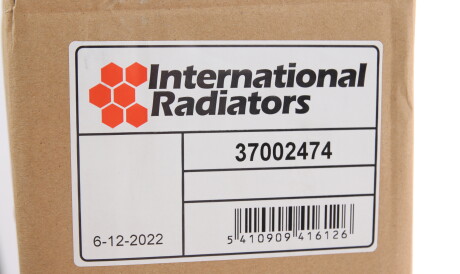 International
Radiators
37002474
6-12-2022
5 410909 416126